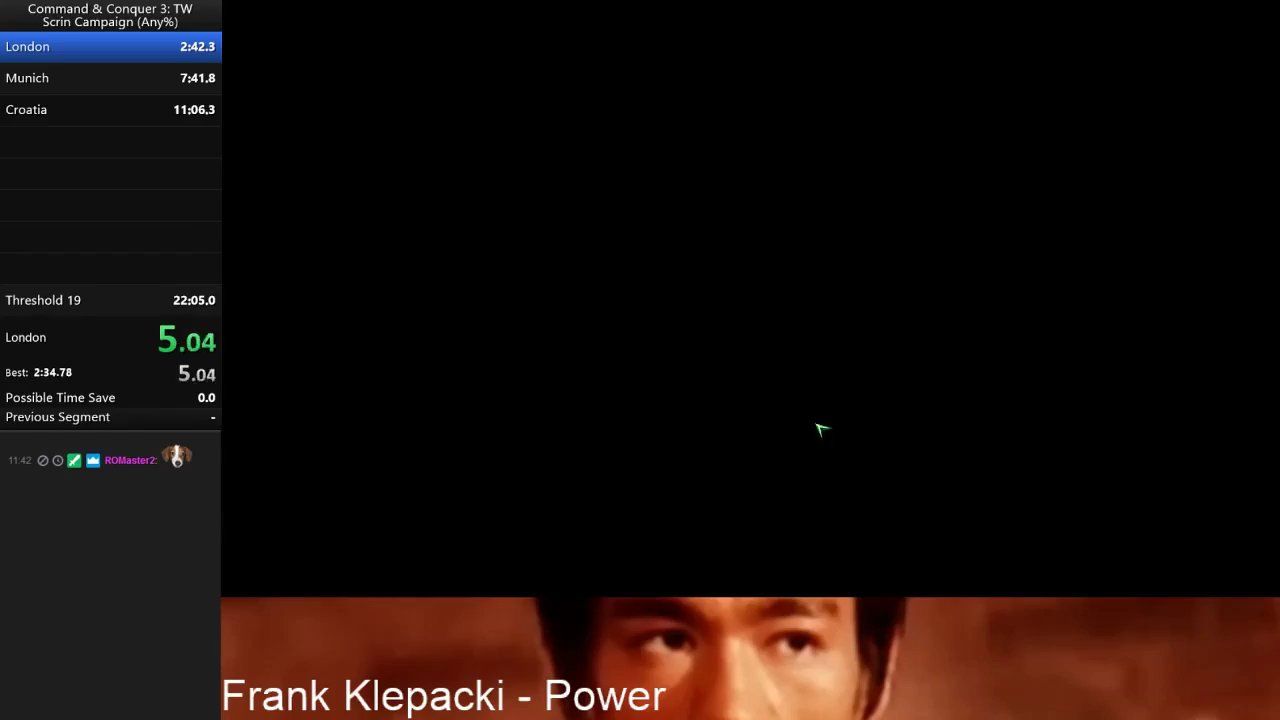 Command & Conquer 3: TW
Scrin Campaign (Any%)
London 2:42.3
Munich 7:41.8
Croatia 11:06.3
Threshold 19 22:05.0
London 5.04
Best: 2:34.78 5.04
Possible Time Save 0.0
Previous Segment -
11:42 ROMaster2:
Frank Klepacki - Power